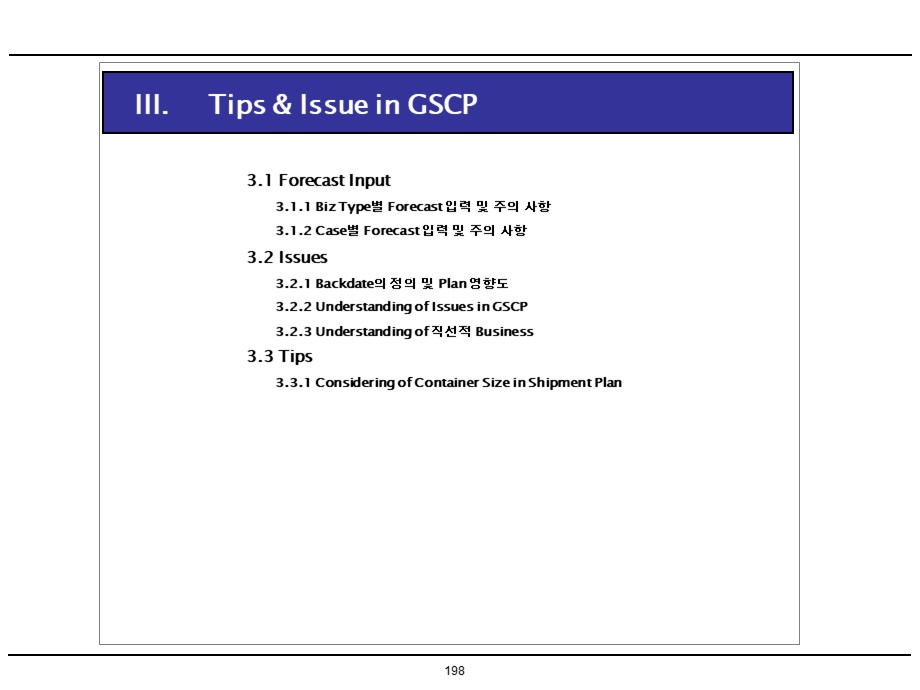 III. Tips & Issue in GSCP
3.1 Forecast Input
3.1.1 Biz Type별 Forecast 입력 및 주의 사항
3.1.2 Case별 Forecast 입력 및 주의 사항
3.2 Issues
3.2.1 Backdate의 정의 및 Plan 영향도
3.2.2 Understanding of Issues in GSCP
3.2.3 Understanding of 직선적 Business
3.3 Tips
3.3.1 Considering of Container Size in Shipment Plan
198